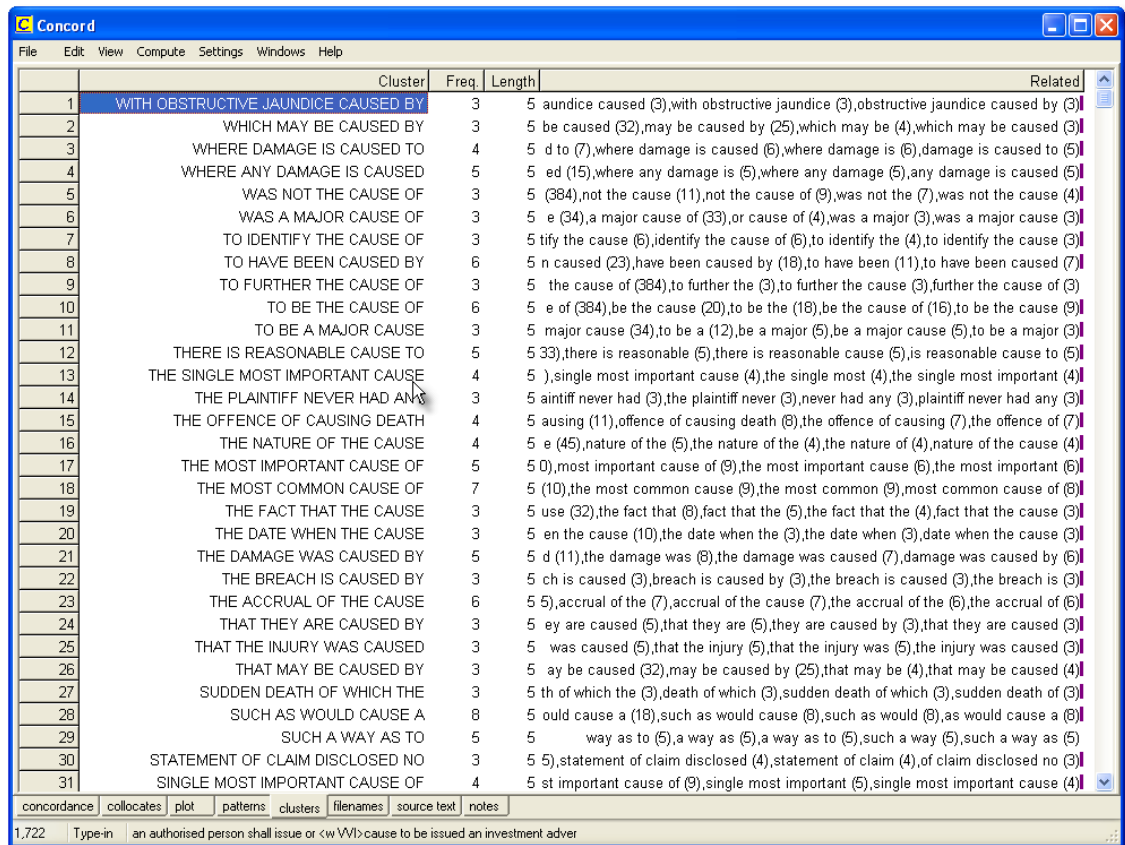 Concord
File Edit View Compute Settings Windows Help
Cluster Freq. Length Related
1 WITH OBSTRUCTIVE JAUNDICE CAUSED BY 3 5 aundice caused (3),with obstructive jaundice (3),obstructive jaundice caused by (3)
2 WHICH MAY BE CAUSED BY 3 5 be caused (32),may be caused by (25),which may be (4),which may be caused (3)
3 WHERE DAMAGE IS CAUSED TO 4 5 d to (7),where damage is caused (6),where damage is (6),damage is caused to (5)
4 WHERE ANY DAMAGE IS CAUSED 5 5 ed (15),where any damage is (5),where any damage (5),any damage is caused (5)
5 WAS NOT THE CAUSE OF 3 5 (384),not the cause (11),not the cause of (9),was not the (7),was not the cause (4)
6 WAS A MAJOR CAUSE OF 3 5 e (34),a major cause of (33),or cause of (4),was a major (3),was a major cause (3)
7 TO IDENTIFY THE CAUSE OF 3 5 tify the cause (6),identify the cause of (6),to identify the (4),to identify the cause (3)
8 TO HAVE BEEN CAUSED BY 6 5 n caused (23),have been caused by (18),to have been (11),to have been caused (7)
9 TO FURTHER THE CAUSE OF 3 5 the cause of (384),to further the (3),to further the cause (3),further the cause of (3)
10 TO BE THE CAUSE OF 6 5 e of (384),be the cause (20),to be the (18),be the cause of (16),to be the cause (9)
11 TO BE A MAJOR CAUSE 3 5 major cause (34),to be a (12),be a major (5),be a major cause (5),to be a major (3)
12 THERE IS REASONABLE CAUSE TO 5 5 33),there is reasonable (5),there is reasonable cause (5),is reasonable cause to (5)
13 THE SINGLE MOST IMPORTANT CAUSE 4 5 ),single most important cause (4),the single most (4),the single most important (4)
14 THE PLAINTIFF NEVER HAD ANY 3 5 aintiff never had (3),the plaintiff never (3),never had any (3),plaintiff never had any (3)
15 THE OFFENCE OF CAUSING DEATH 4 5 ausing (11),offence of causing death (8),the offence of causing (7),the offence of (7)
16 THE NATURE OF THE CAUSE 4 5 e (45),nature of the (5),the nature of the (4),the nature of (4),nature of the cause (4)
17 THE MOST IMPORTANT CAUSE OF 5 5 0),most important cause of (9),the most important cause (6),the most important (6)
18 THE MOST COMMON CAUSE OF 7 5 (10),the most common cause (9),the most common (9),most common cause of (8)
19 THE FACT THAT THE CAUSE 3 5 use (32),the fact that (8),fact that the (5),the fact that the (4),fact that the cause (3)
20 THE DATE WHEN THE CAUSE 3 5 en the cause (10),the date when the (3),the date when (3),date when the cause (3)
21 THE DAMAGE WAS CAUSED BY 5 5 d (11),the damage was (8),the damage was caused (7),damage was caused by (6)
22 THE BREACH IS CAUSED BY 3 5 ch is caused (3),breach is caused by (3),the breach is caused (3),the breach is (3)
23 THE ACCRUAL OF THE CAUSE 6 5 5),accrual of the (7),accrual of the cause (7),the accrual of the (6),the accrual of (6)
24 THAT THEY ARE CAUSED BY 3 5 ey are caused (5),that they are (5),they are caused by (3),that they are caused (3)
25 THAT THE INJURY WAS CAUSED 3 5 was caused (5),that the injury (5),that the injury was (5),the injury was caused (3)
26 THAT MAY BE CAUSED BY 3 5 ay be caused (32),may be caused by (25),that may be (4),that may be caused (4)
27 SUDDEN DEATH OF WHICH THE 3 5 th of which the (3),death of which (3),sudden death of which (3),sudden death of (3)
28 SUCH AS WOULD CAUSE A 8 5 ould cause a (18),such as would cause (8),such as would (8),as would cause a (8)
29 SUCH A WAY AS TO 5 5 way as to (5),a way as (5),a way as to (5),such a way (5),such a way as (5)
30 STATEMENT OF CLAIM DISCLOSED NO 3 5 5),statement of claim disclosed (4),statement of claim (4),of claim disclosed no (3)
31 SINGLE MOST IMPORTANT CAUSE OF 4 5 st important cause of (9),single most important (5),single most important cause (4)
concordance collocates plot patterns clusters filenames source text notes
1,722 Type-in an authorised person shall issue or <w VVI>cause to be issued an investment adver